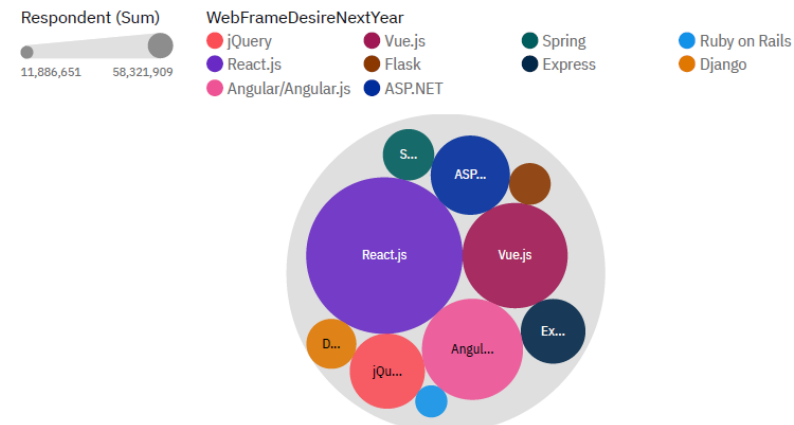 Respondent (Sum)
11,886,651 58,321,909
WebFrameDesireNextYear
jQuery Vue.js Spring Ruby on Rails
React.js Flask Express Django
Angular/Angular.js ASP.NET
S...
ASP...
React.js
Vue.js
Ex...
D...
Angul...
jQu...